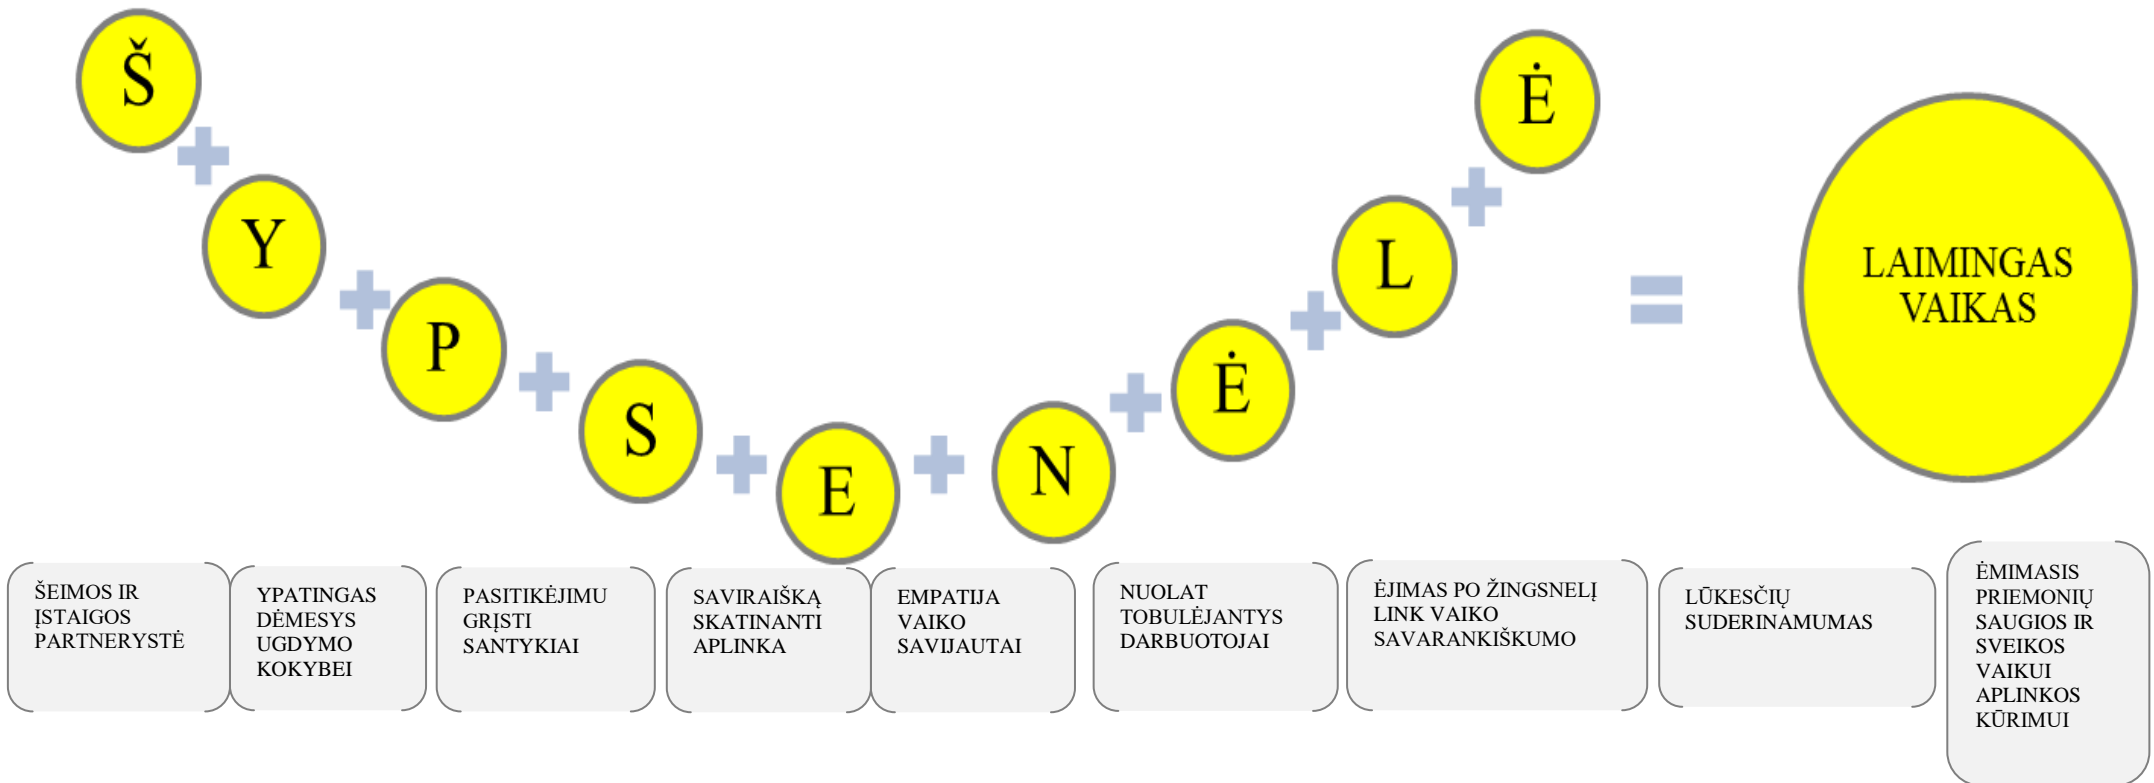 Š
Y
P
S
E
N
Ė
L
Ė
LAIMINGAS
VAIKAS
ŠEIMOS IR
ĮSTAIGOS
PARTNERYSTĖ
YPATINGAS
DĖMESYS
UGDYMO
KOKYBEI
PASITIKĖJIMU
GRĮSTI
SANTYKIAI
SAVIRAIŠKĄ
SKATINANTI
APLINKA
EMPATIJA
VAIKO
SAVIJAUTAI
NUOLAT
TOBULĖJANTYS
DARBUOTOJAI
ĖJIMAS PO ŽINGSNELĮ
LINK VAIKO
SAVARANKIŠKUMO
LŪKESČIŲ
SUDERINAMUMAS
ĖMIMASIS
PRIEMONIŲ
SAUGIOS IR
SVEIKOS
VAIKUI
APLINKOS
KŪRIMUI